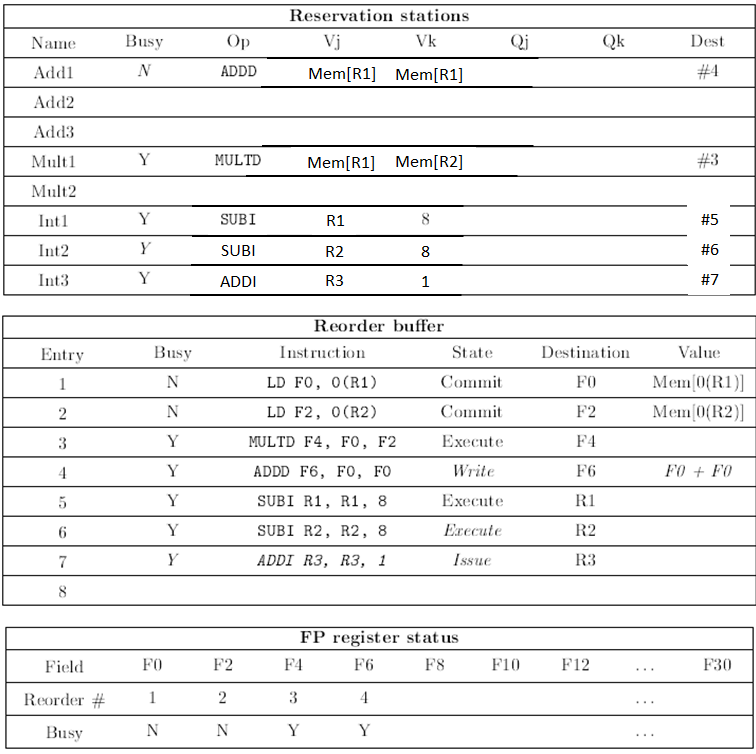 Reservation stations
Name Busy Op Vj Vk Qj Qk Dest
Add1 N ADDD Mem[R1] Mem[R1] #4
Add2
Add3
Mult1 Y MULTD Mem[R1] Mem[R2] #3
Mult2
Int1 Y SUBI R1 8 #5
Int2 Y SUBI R2 8 #6
Int3 Y ADDI R3 1 #7
Reorder buffer
Entry Busy Instruction State Destination Value
1 N LD F0, 0(R1) Commit F0 Mem[0(R1)]
2 N LD F2, 0(R2) Commit F2 Mem[0(R2)]
3 Y MULTD F4, F0, F2 Execute F4
4 Y ADDD F6, F0, F0 Write F6 F0 + F0
5 Y SUBI R1, R1, 8 Execute R1
6 Y SUBI R2, R2, 8 Execute R2
7 Y ADDI R3, R3, 1 Issue R3
8
FP register status
Field F0 F2 F4 F6 F8 F10 F12 ... F30
Reorder # 1 2 3 4 ...
Busy N N Y Y ...